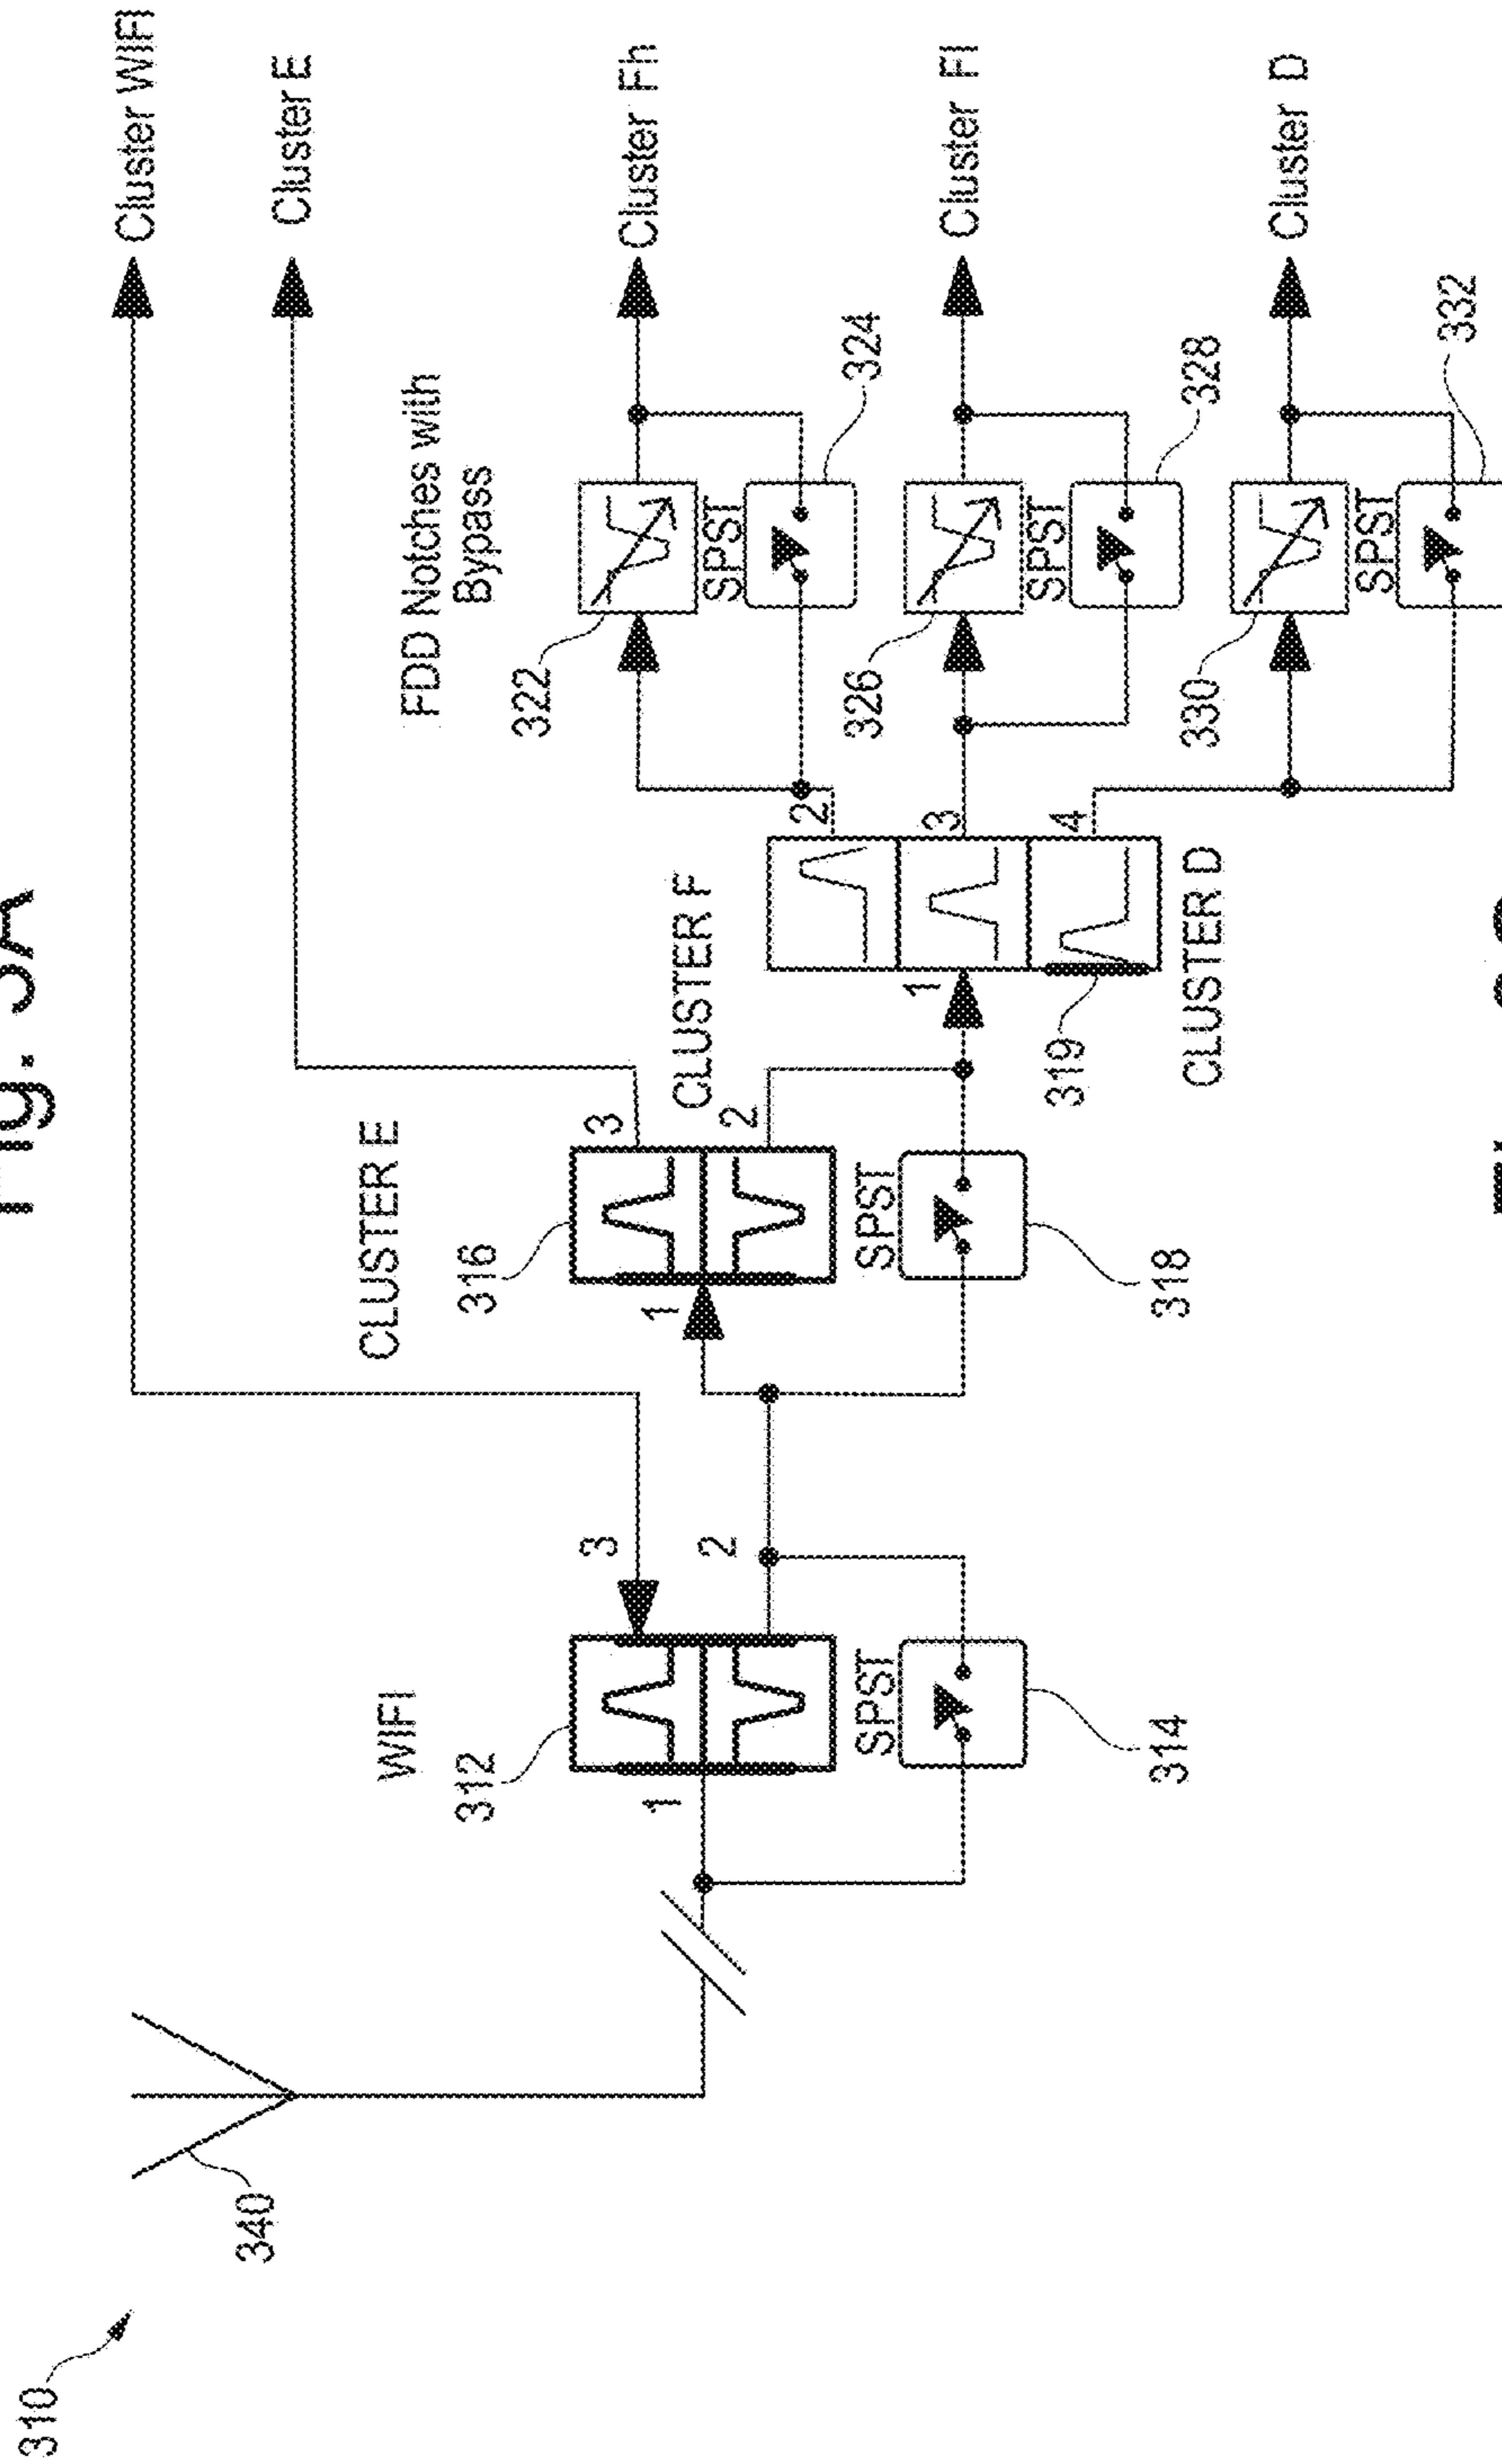 Fig. 3A
Cluster WIFI
Cluster E
FDD Notches with
Bypass
Cluster Fh
Cluster Fl
Cluster D
322
SPST
324
326
SPST
328
330
SPST
332
CLUSTER E
316
1
3
2
SPST
318
CLUSTER F
1
2
3
4
319
CLUSTER D
WIFI
312
1
3
2
SPST
314
340
310